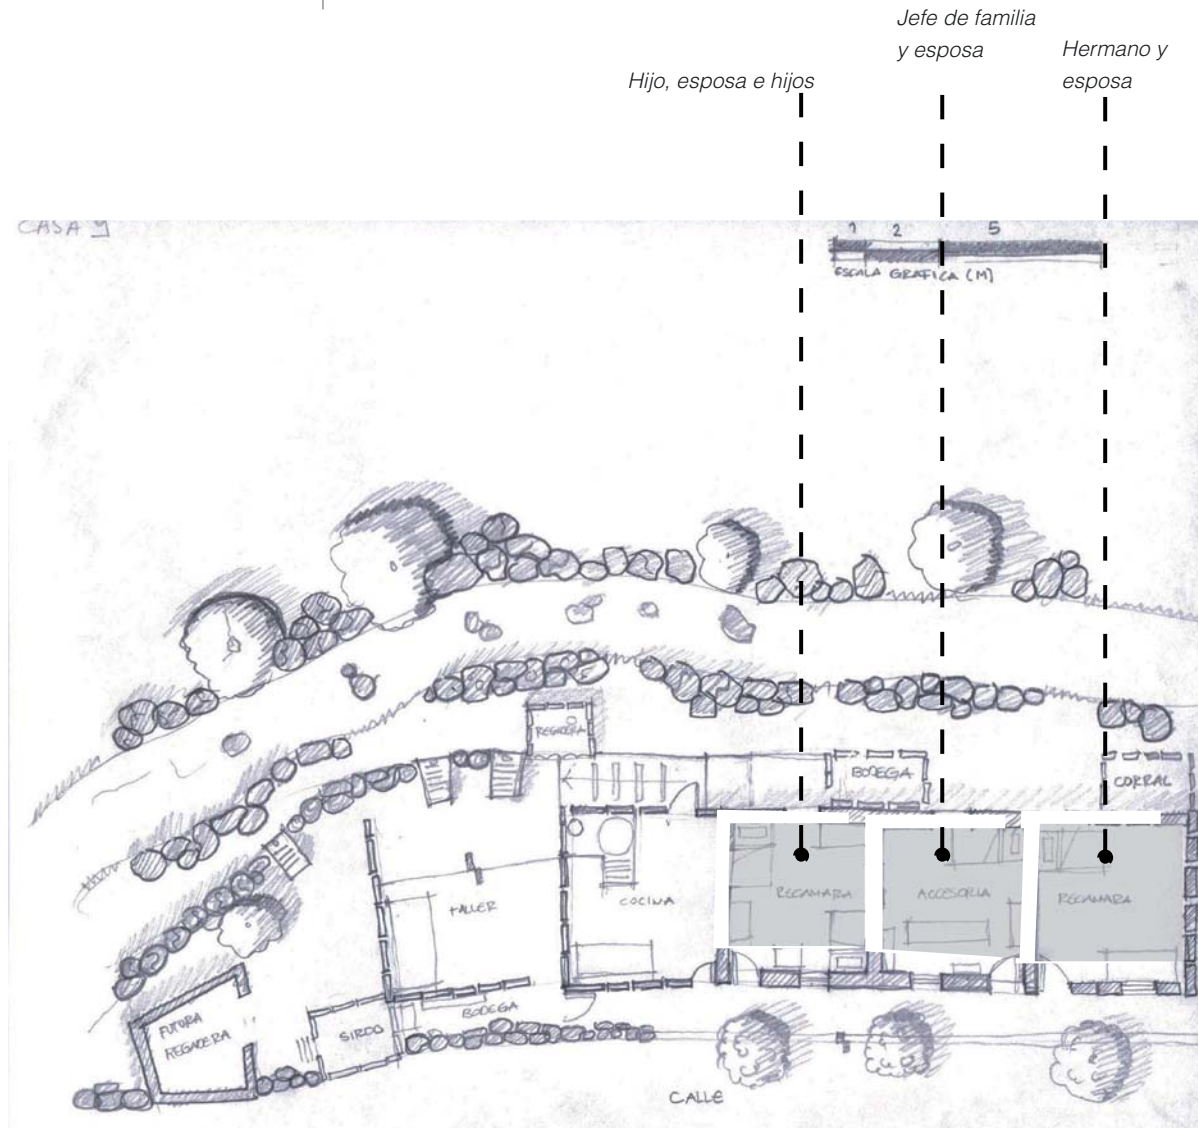 Jefe de familia
y esposa
Hermano y
esposa
Hijo, esposa e hijos
CASA 9
1 2 5
ESCALA GRAFICA (M)
REGADERA
BODEGA
CORRAL
TALLER
COCINA
RECAMARA
ACCESORIA
RECAMARA
BODEGA
SIRDO
FUTURA
REGADERA
CALLE